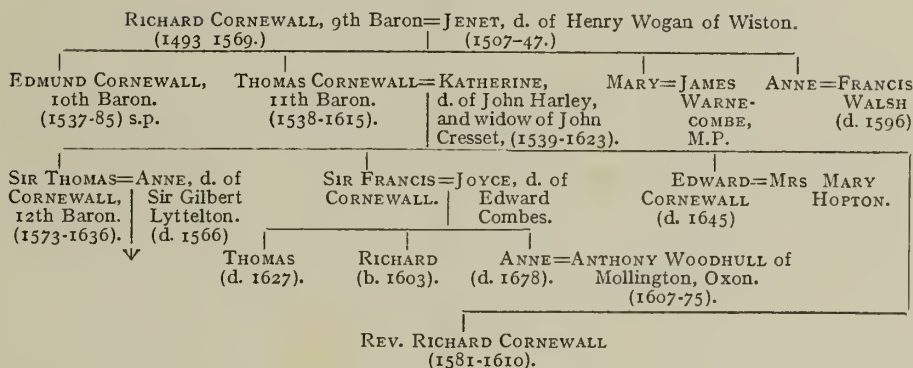 RICHARD CORNEWALL, 9th Baron=JENET, d. of Henry Wogan of Wiston.
(1493 1569.) (1507-47.)
EDMUND CORNEWALL, THOMAS CORNEWALL=KATHERINE, MARY=JAMES ANNE=FRANCIS
10th Baron. 11th Baron. d. of John Harley, WARNE- WALSH
(1537-85) s.p. (1538-1615). and widow of John COMBE, (d. 1596)
Cresset, (1539-1623). M.P.
SIR THOMAS=ANNE, d. of SIR FRANCIS=JOYCE, d. of EDWARD=MRS MARY
CORNEWALL, Sir Gilbert CORNEWALL. Edward CORNEWALL HOPTON.
12th Baron. Lyttelton. Combes. (d. 1645)
(1573-1636). (d. 1566)
THOMAS RICHARD ANNE=ANTHONY WOODHULL of
(d. 1627). (b. 1603). (d. 1678). Mollington, Oxon.
(1607-75).
REV. RICHARD CORNEWALL
(1581-1610).